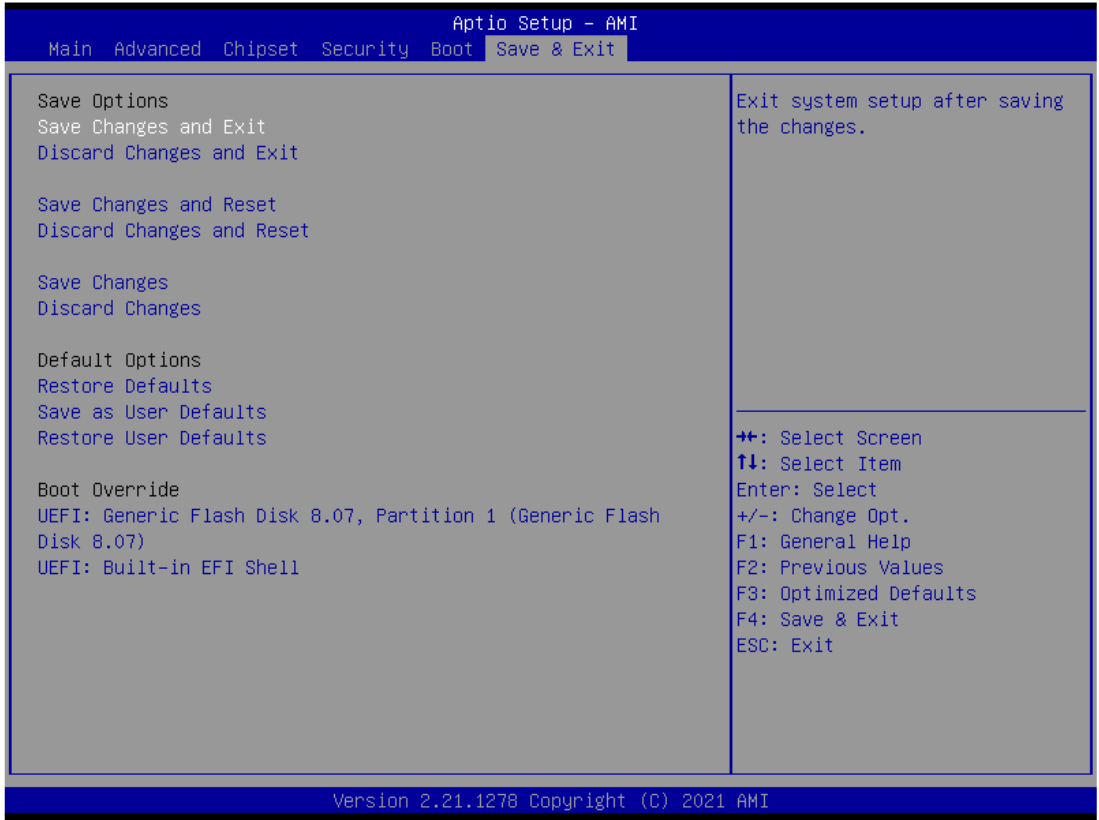 Aptio Setup – AMI
Main Advanced Chipset Security Boot Save & Exit
Save Options
Save Changes and Exit
Discard Changes and Exit
Save Changes and Reset
Discard Changes and Reset
Save Changes
Discard Changes
Default Options
Restore Defaults
Save as User Defaults
Restore User Defaults
Boot Override
UEFI: Generic Flash Disk 8.07, Partition 1 (Generic Flash
Disk 8.07)
UEFI: Built-in EFI Shell
Exit system setup after saving
the changes.
→←: Select Screen
↑↓: Select Item
Enter: Select
+/-: Change Opt.
F1: General Help
F2: Previous Values
F3: Optimized Defaults
F4: Save & Exit
ESC: Exit
Version 2.21.1278 Copyright (C) 2021 AMI